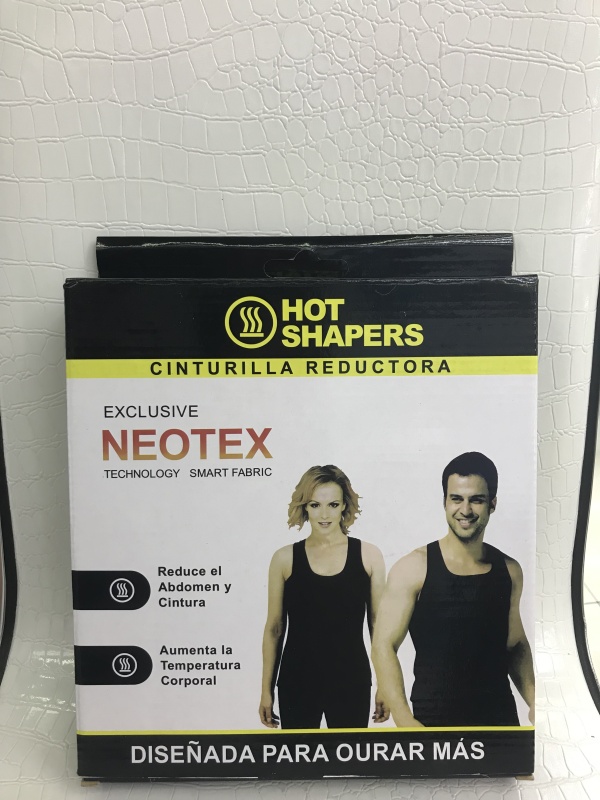 HOT
SHAPERS
CINTURILLA REDUCTORA
EXCLUSIVE
NEOTEX
TECHNOLOGY SMART FABRIC
Reduce el
Abdomen y
Cintura
Aumenta la
Temperatura
Corporal
DISEÑADA PARA OURAR MÁS